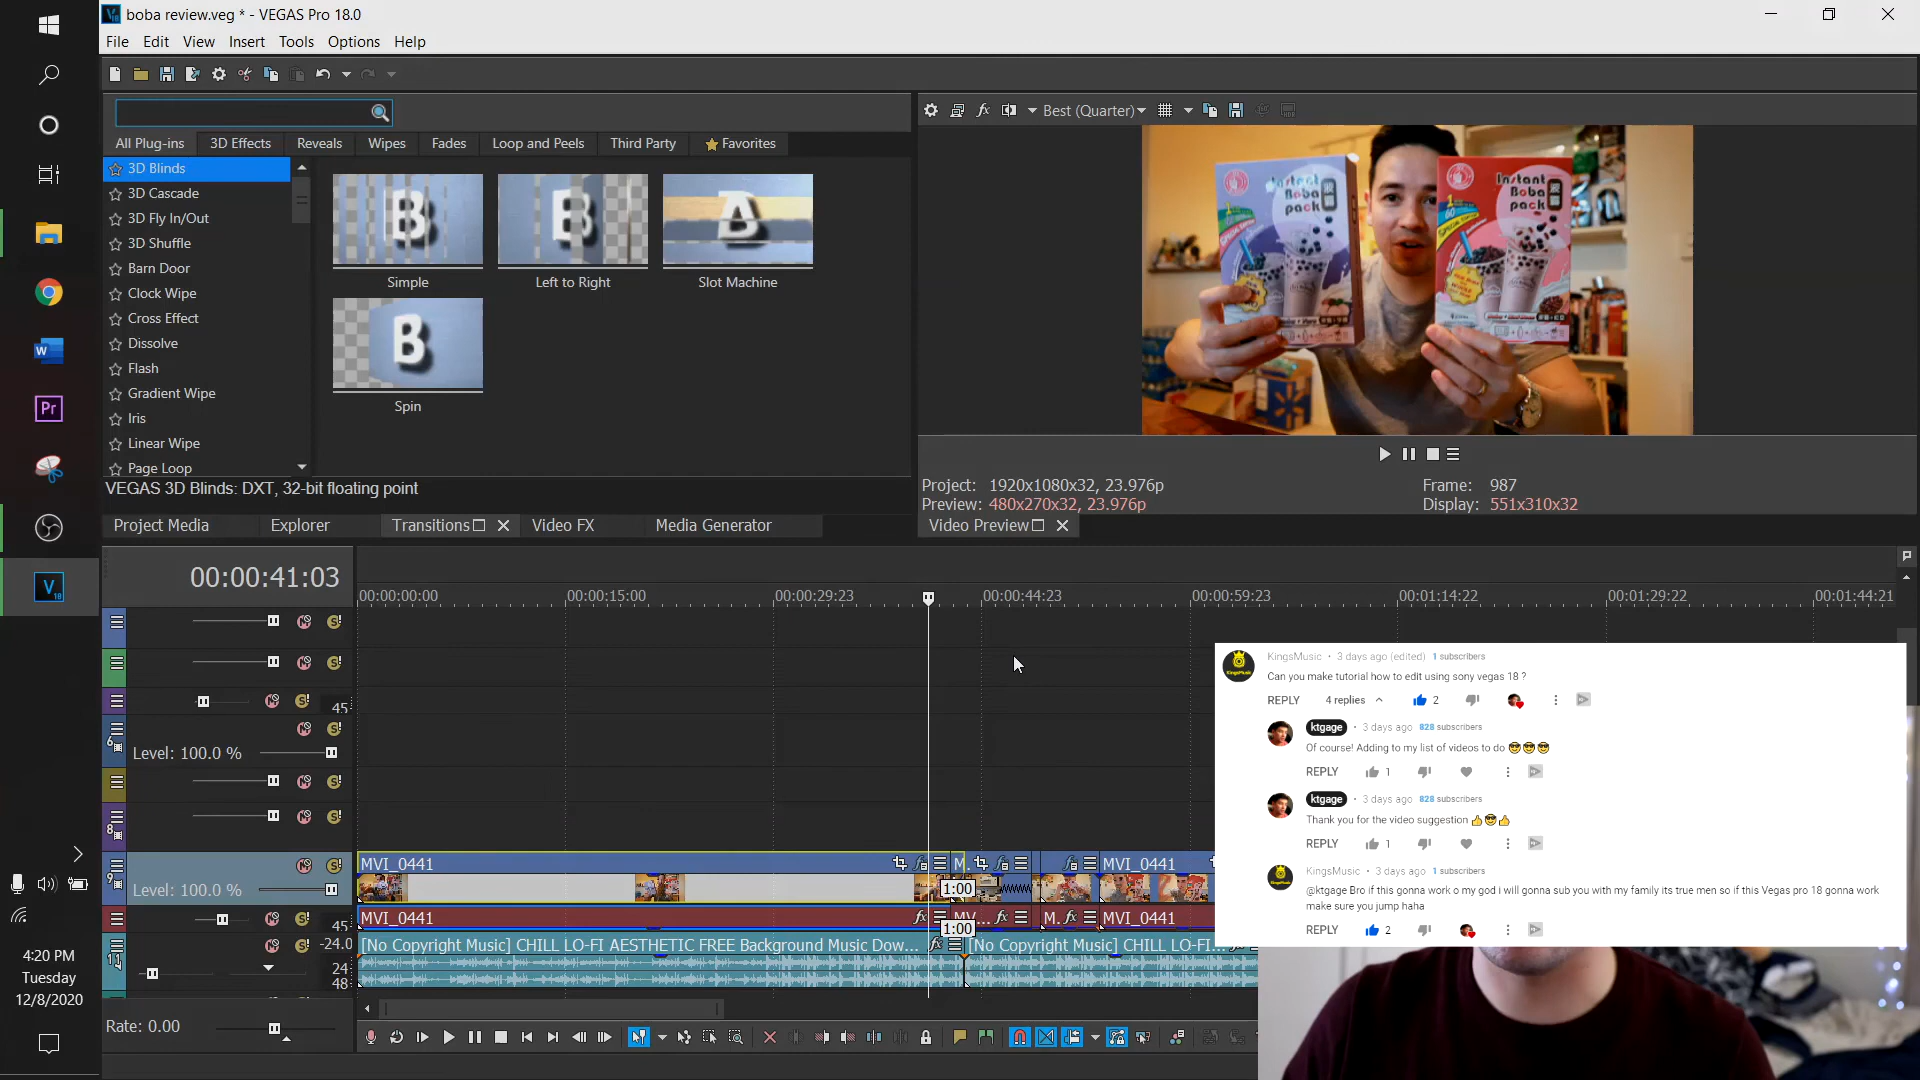 boba review.veg * - VEGAS Pro 18.0
File Edit View Insert Tools Options Help
Best (Quarter)
All Plug-ins 3D Effects Reveals Wipes Fades Loop and Peels Third Party Favorites
3D Blinds
3D Cascade
3D Fly In/Out
3D Shuffle
Barn Door
Clock Wipe
Cross Effect
Dissolve
Flash
Gradient Wipe
Iris
Linear Wipe
Page Loop
Simple
Left to Right
Slot Machine
Spin
Instant
Boba
pack
Instant
Boba
pack
VEGAS 3D Blinds: DXT, 32-bit floating point
Project: 1920x1080x32, 23.976p
Frame: 987
Preview: 480x270x32, 23.976p
Display: 551x310x32
Project Media Explorer Transitions Video FX Media Generator
Video Preview
00:00:41:03
00:00:00:00 00:00:15:00 00:00:29:23 00:00:44:23 00:00:59:23 00:01:14:22 00:01:29:22 00:01:44:21
45
6
Level: 100.0 %
8
9
Level: 100.0 %
45
11
-24.0
24
48
MVI_0441
M.
MVI_0441
1:00
MVI_0441
MV...
M.
MVI_0441
1:00
[No Copyright Music] CHILL LO-FI AESTHETIC FREE Background Music Dow...
[No Copyright Music] CHILL LO-FI...
Rate: 0.00
KingsMusic • 3 days ago (edited) 1 subscribers
Can you make tutorial how to edit using sony vegas 18 ?
REPLY 4 replies 2
ktgage • 3 days ago 828 subscribers
Of course! Adding to my list of videos to do 😎😎😎
REPLY 1
ktgage • 3 days ago 828 subscribers
Thank you for the video suggestion 👍😎👍
REPLY 1
KingsMusic • 3 days ago 1 subscribers
@ktgage Bro if this gonna work o my god i will gonna sub you with my family its true men so if this Vegas pro 18 gonna work
make sure you jump haha
REPLY 2
W
Pr
V
18
4:20 PM
Tuesday
12/8/2020